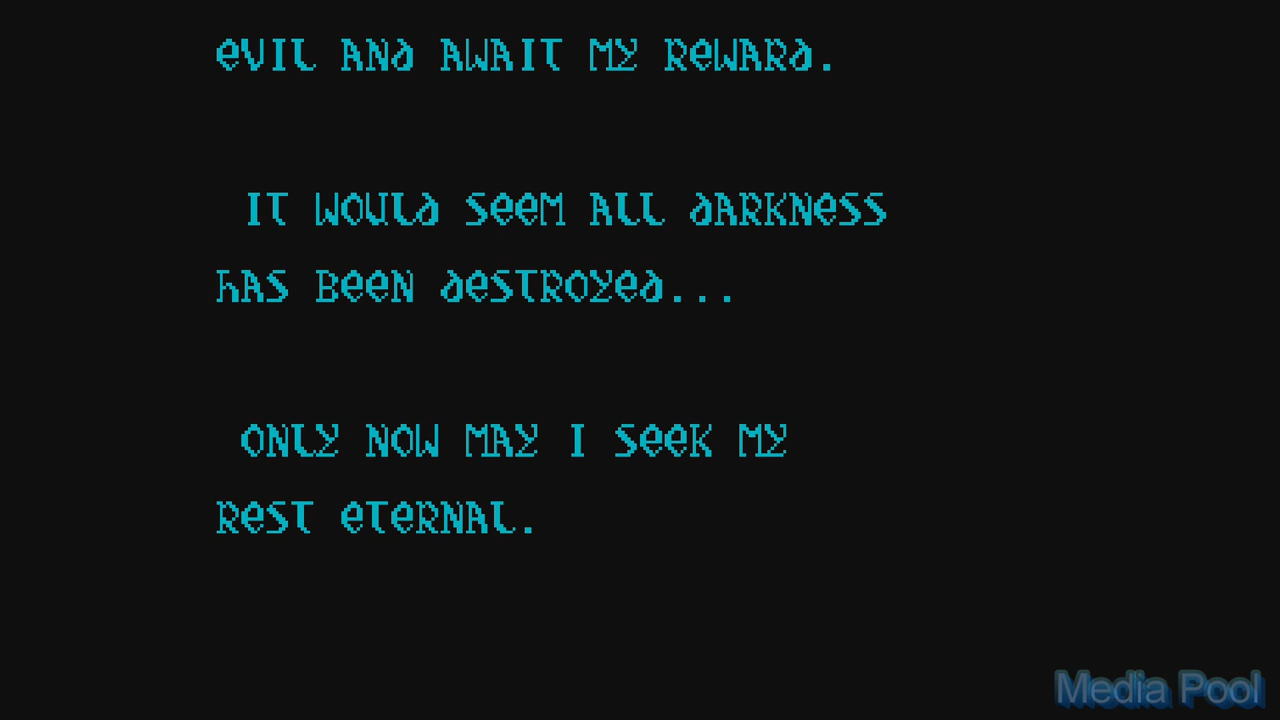 eVIL ANd AWAIT MY ReWARd.
IT WOULd SeeM ALL dARKNeSS
hAS BeeN deSTROYed...
ONLY NOW MAY I SeeK MY
ReST eTeRNAL.
Media Pool